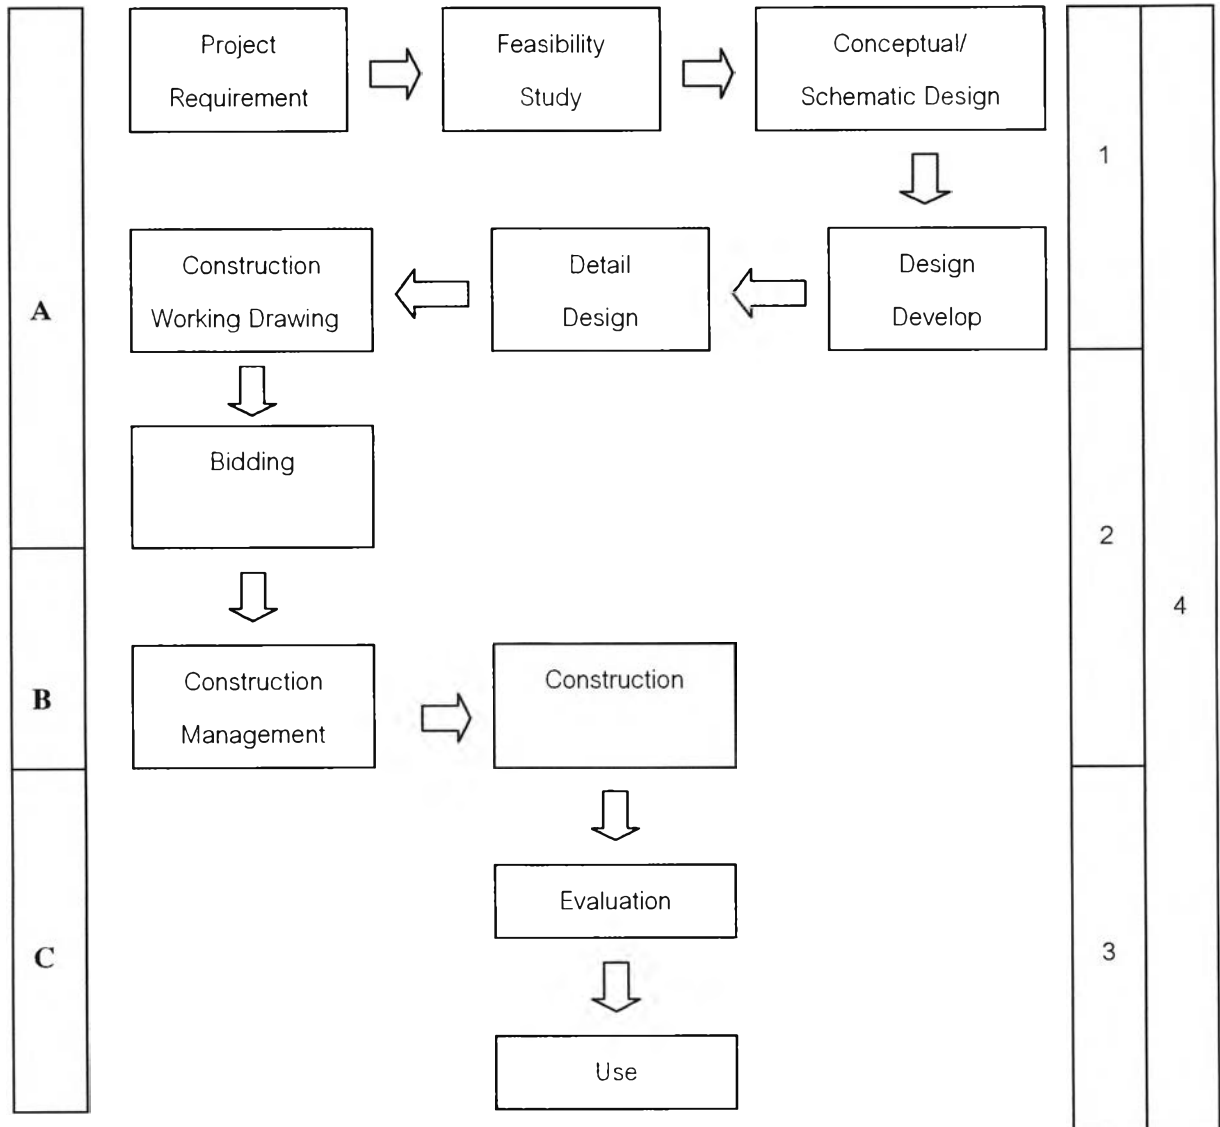 Project
Requirement
Feasibility
Study
Conceptual/
Schematic Design
1
Construction
Working Drawing
Detail
Design
Design
Develop
A
Bidding
2
4
B
Construction
Management
Construction
Evaluation
C
3
Use